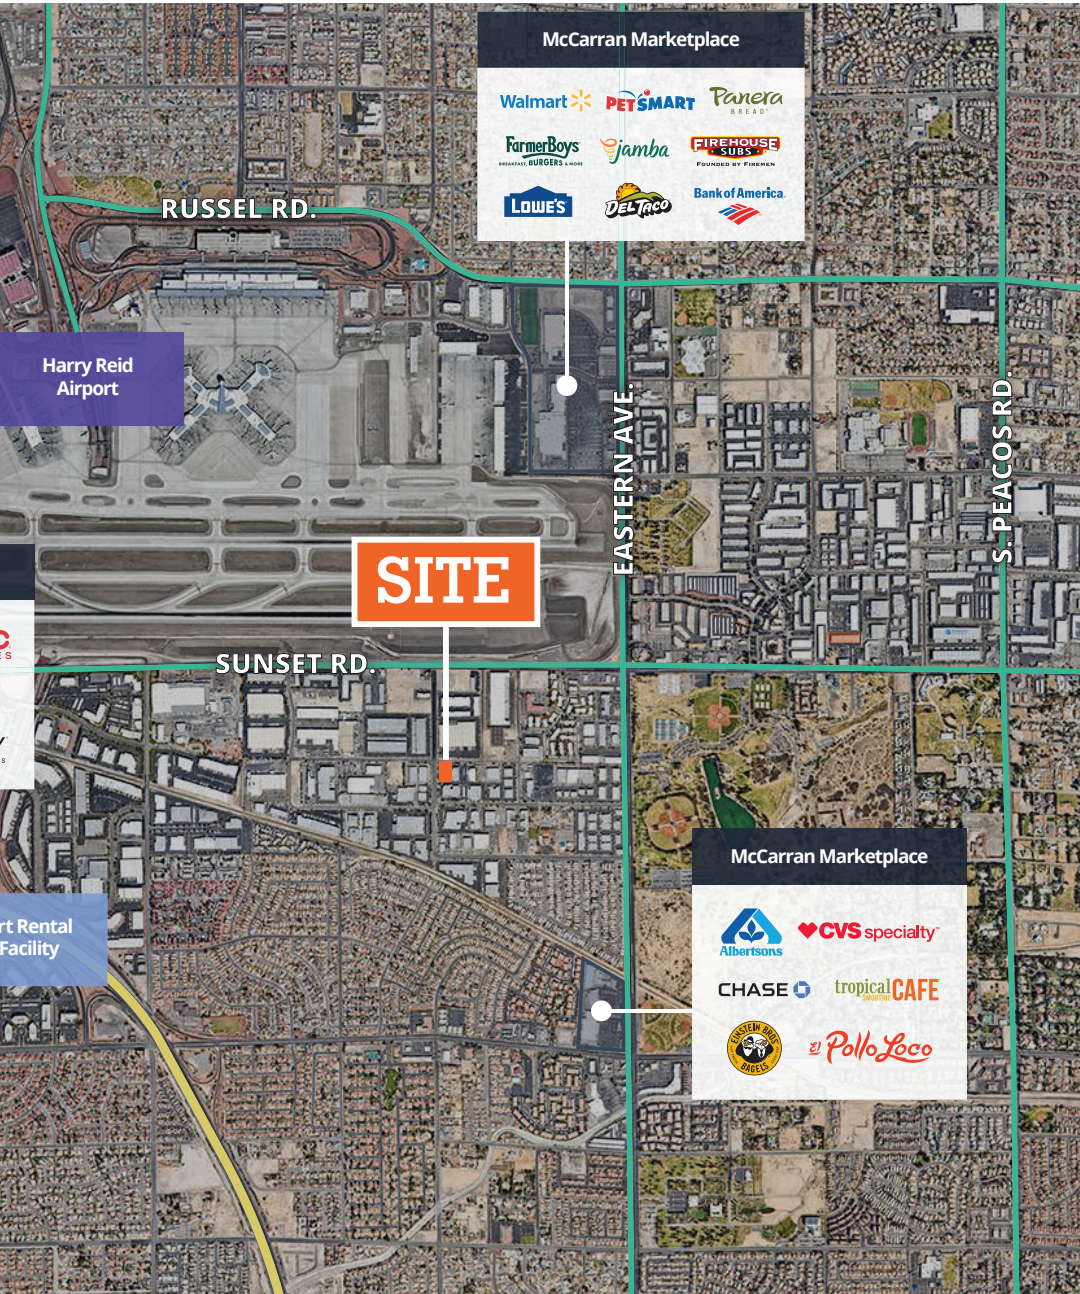 McCarran Marketplace
Walmart PETSMART Panera
BREAD
FarmerBoys
BREAKFAST, BURGERS & MORE
jamba
FIREHOUSE
SUBS
FOUNDED BY FIREMEN
LOWE'S
DEL TACO
Bank of America
RUSSEL RD.
Harry Reid
Airport
EASTERN AVE.
S. PEACOS RD.
SITE
SUNSET RD.
McCarran Marketplace
Albertsons
CVS specialty
CHASE
tropical
SMOOTHIE
CAFE
EINSTEIN BROS
BAGELS
El Pollo Loco
rt Rental
Facility